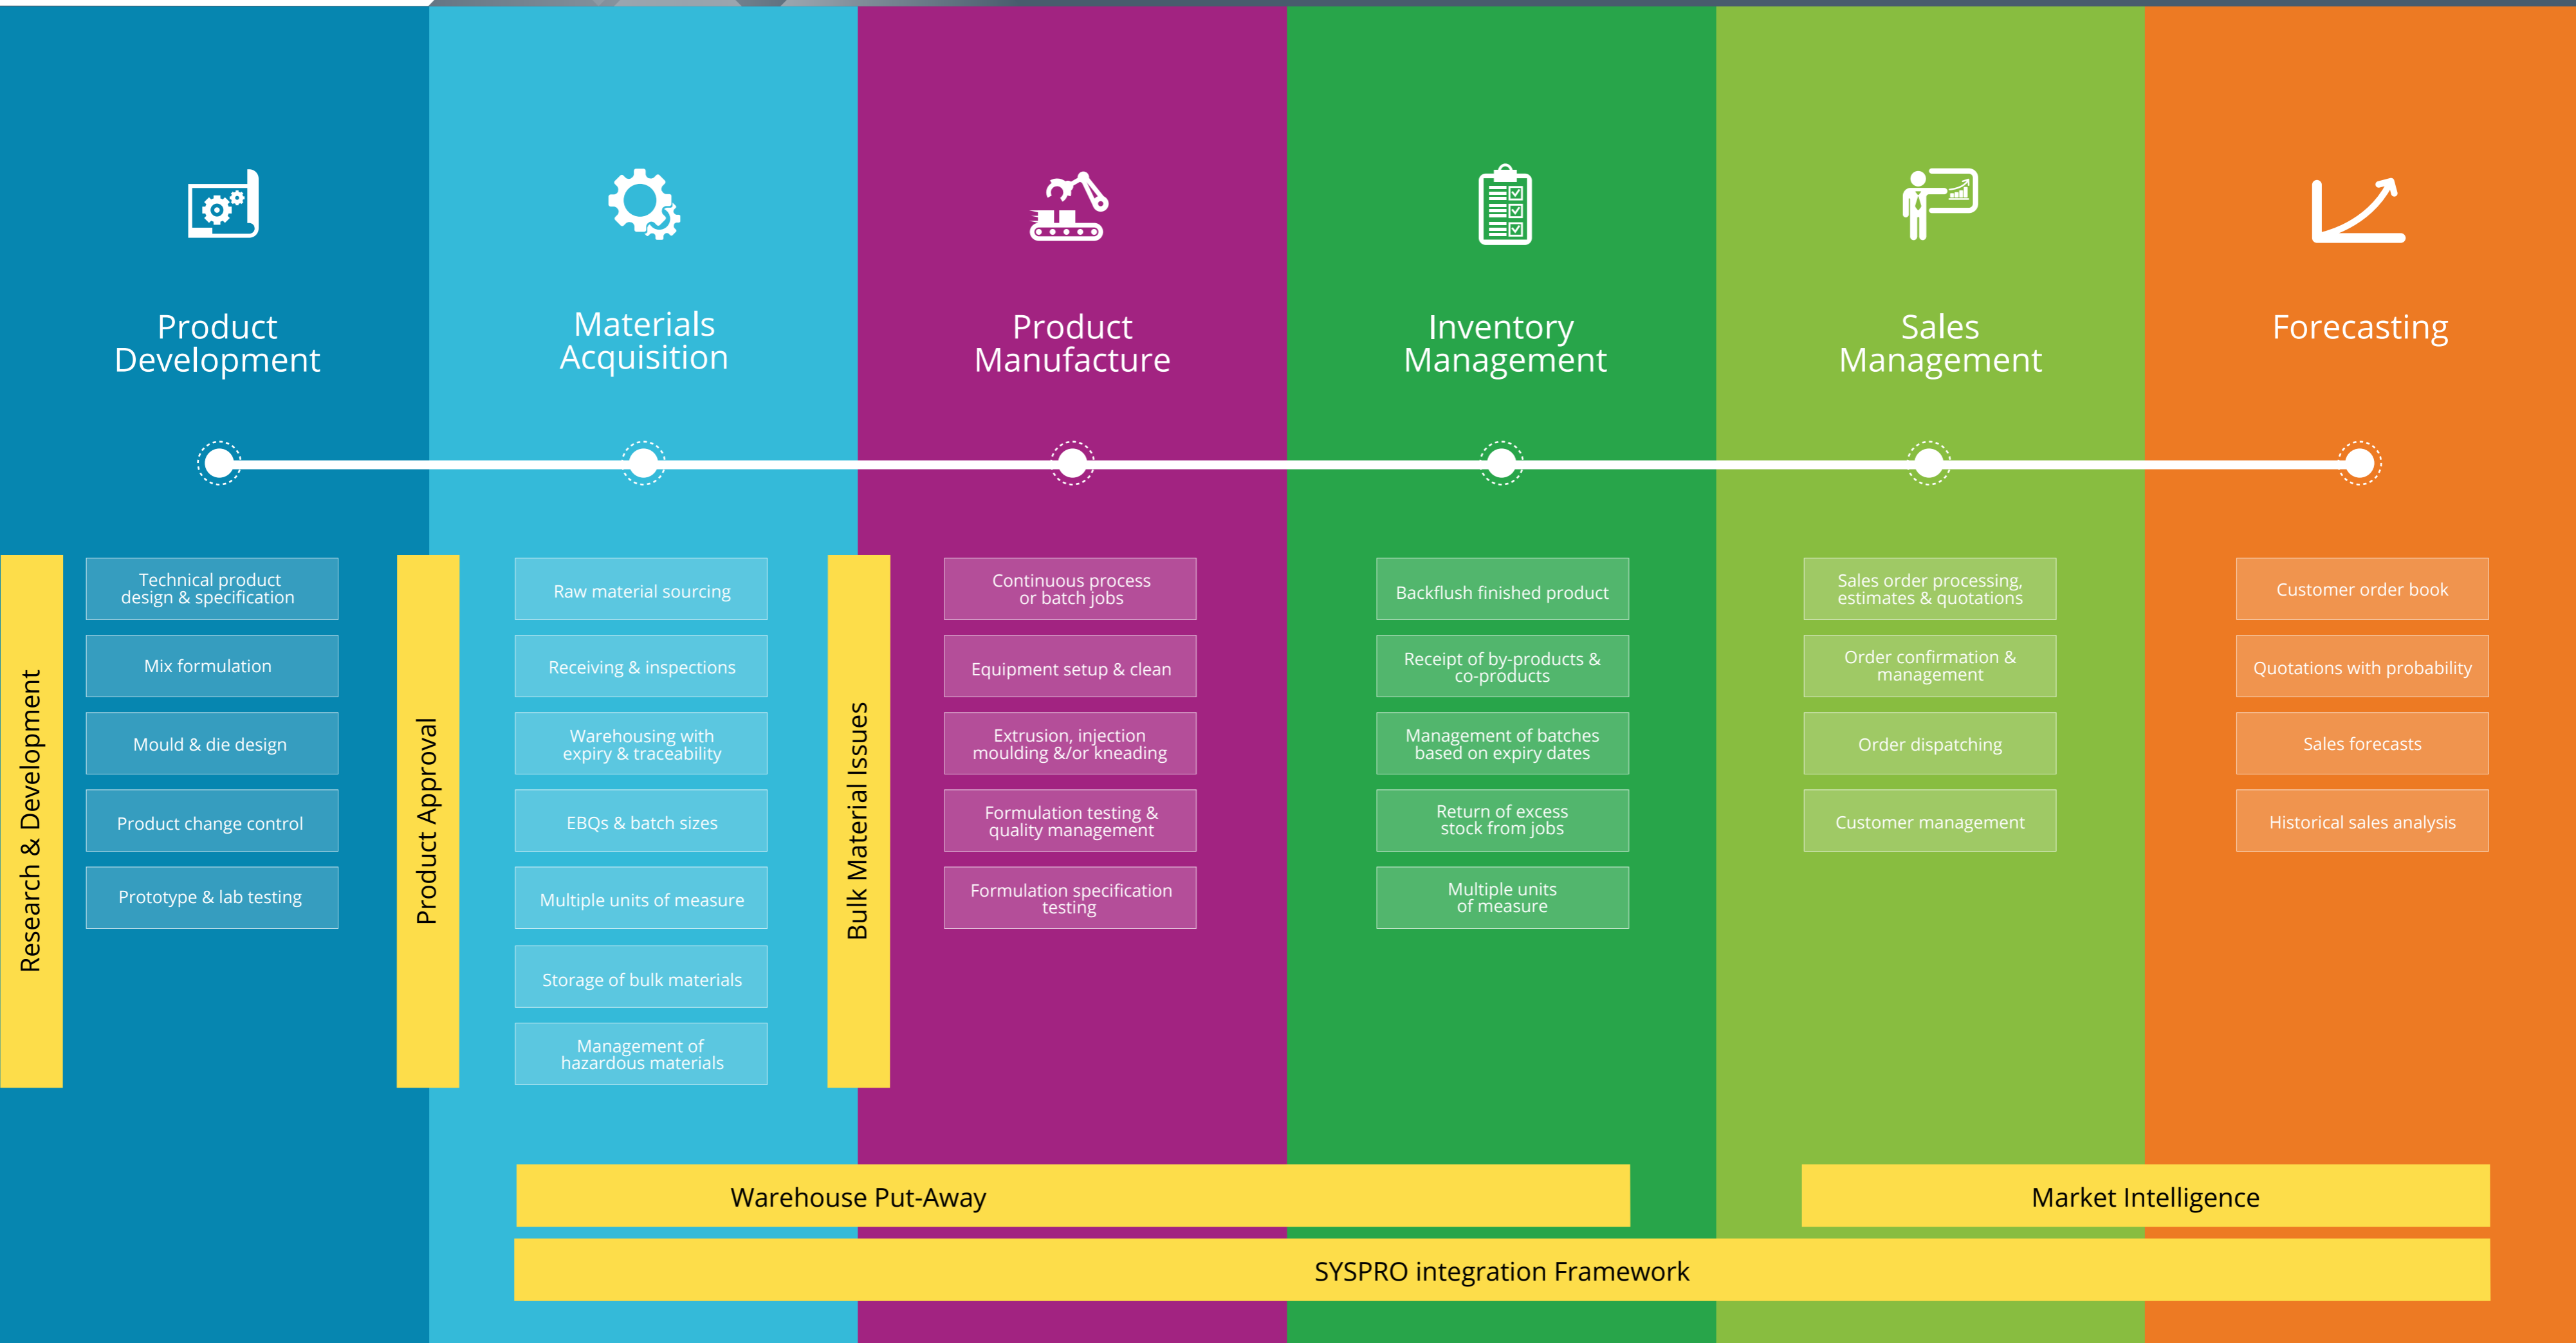 Product
Development
Materials
Acquisition
Product
Manufacture
Inventory
Management
Sales
Management
Forecasting
Research & Development
Technical product
design & specification
Mix formulation
Mould & die design
Product change control
Prototype & lab testing
Product Approval
Raw material sourcing
Receiving & inspections
Warehousing with
expiry & traceability
EBQs & batch sizes
Multiple units of measure
Storage of bulk materials
Management of
hazardous materials
Bulk Material Issues
Continuous process
or batch jobs
Equipment setup & clean
Extrusion, injection
moulding &/or kneading
Formulation testing &
quality management
Formulation specification
testing
Backflush finished product
Receipt of by-products &
co-products
Management of batches
based on expiry dates
Return of excess
stock from jobs
Multiple units
of measure
Sales order processing,
estimates & quotations
Order confirmation &
management
Order dispatching
Customer management
Customer order book
Quotations with probability
Sales forecasts
Historical sales analysis
Warehouse Put-Away
Market Intelligence
SYSPRO integration Framework